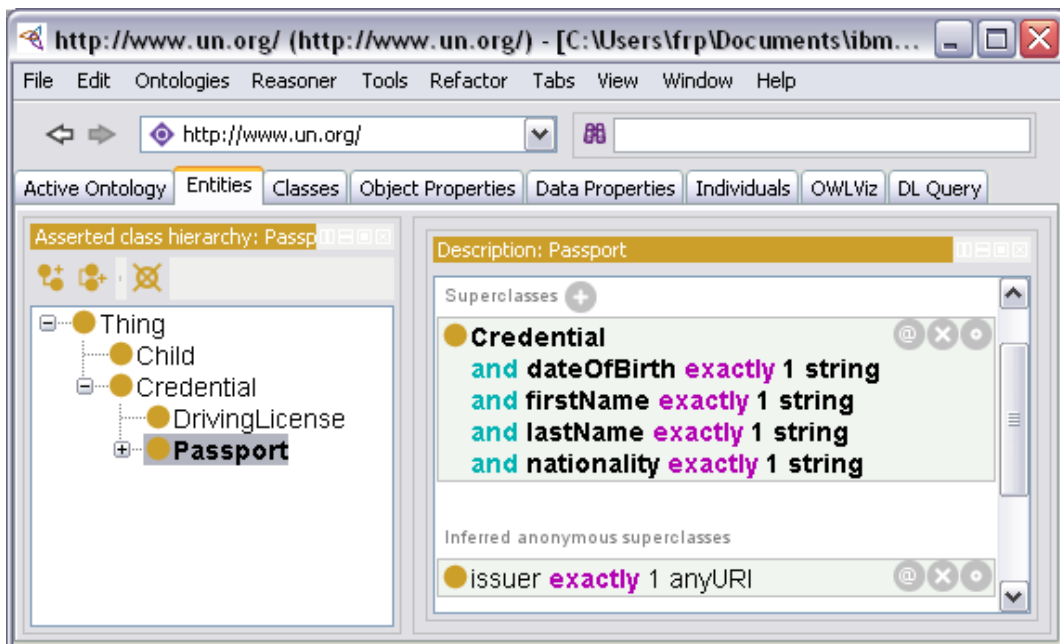 http://www.un.org/ (http://www.un.org/) - [C:\Users\frp\Documents\ibm...
File Edit Ontologies Reasoner Tools Refactor Tabs View Window Help
http://www.un.org/
Active Ontology Entities Classes Object Properties Data Properties Individuals OWLViz DL Query
Asserted class hierarchy: Passp
Thing
Child
Credential
DrivingLicense
Passport
Description: Passport
Superclasses
Credential
and dateOfBirth exactly 1 string
and firstName exactly 1 string
and lastName exactly 1 string
and nationality exactly 1 string
Inferred anonymous superclasses
issuer exactly 1 anyURI